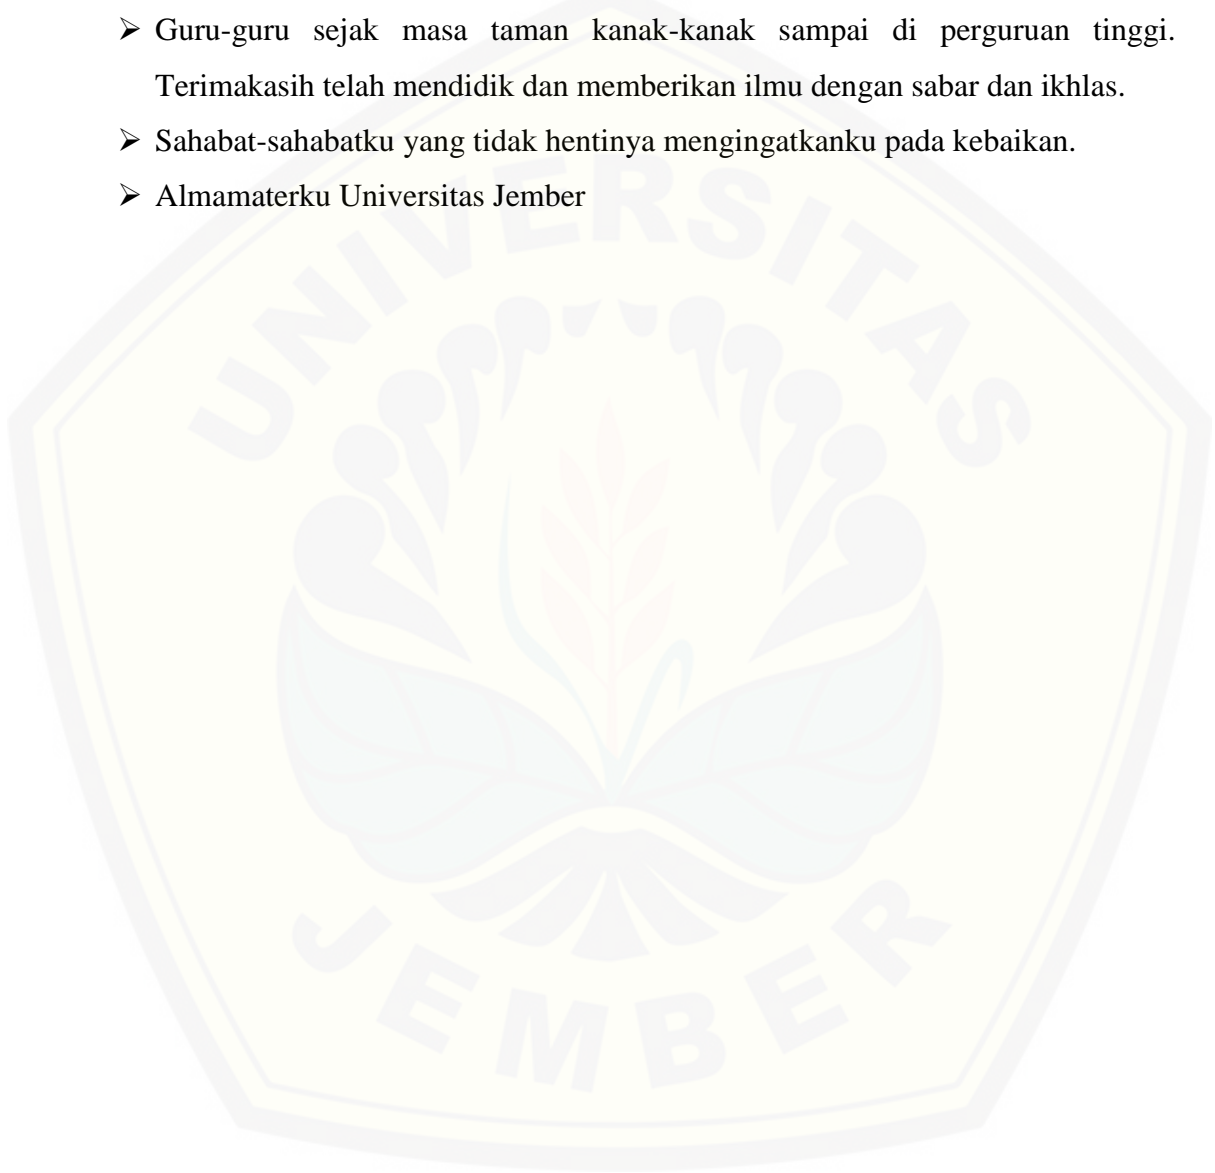 ➢ Guru-guru sejak masa taman kanak-kanak sampai di perguruan tinggi.
Terimakasih telah mendidik dan memberikan ilmu dengan sabar dan ikhlas.
➢ Sahabat-sahabatku yang tidak hentinya mengingatkanku pada kebaikan.
➢ Almamaterku Universitas Jember
UNIVERSITAS
JEMBER